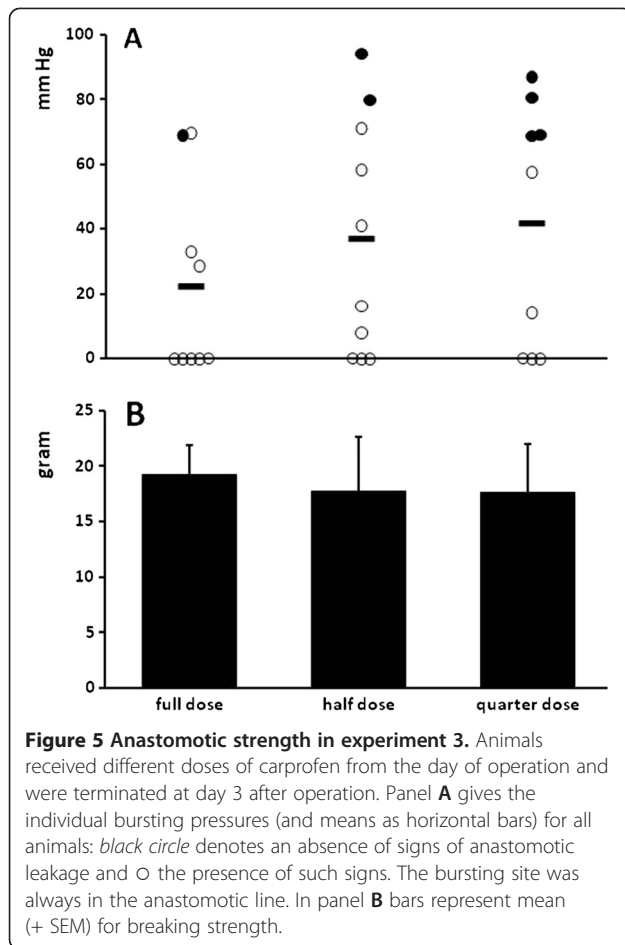 A
mm Hg
100
80
60
40
20
0
B
gram
25
20
15
10
5
0
full dose half dose quarter dose
Figure 5 Anastomotic strength in experiment 3. Animals
received different doses of carprofen from the day of operation and
were terminated at day 3 after operation. Panel A gives the
individual bursting pressures (and means as horizontal bars) for all
animals: black circle denotes an absence of signs of anastomotic
leakage and O the presence of such signs. The bursting site was
always in the anastomotic line. In panel B bars represent mean
(+ SEM) for breaking strength.